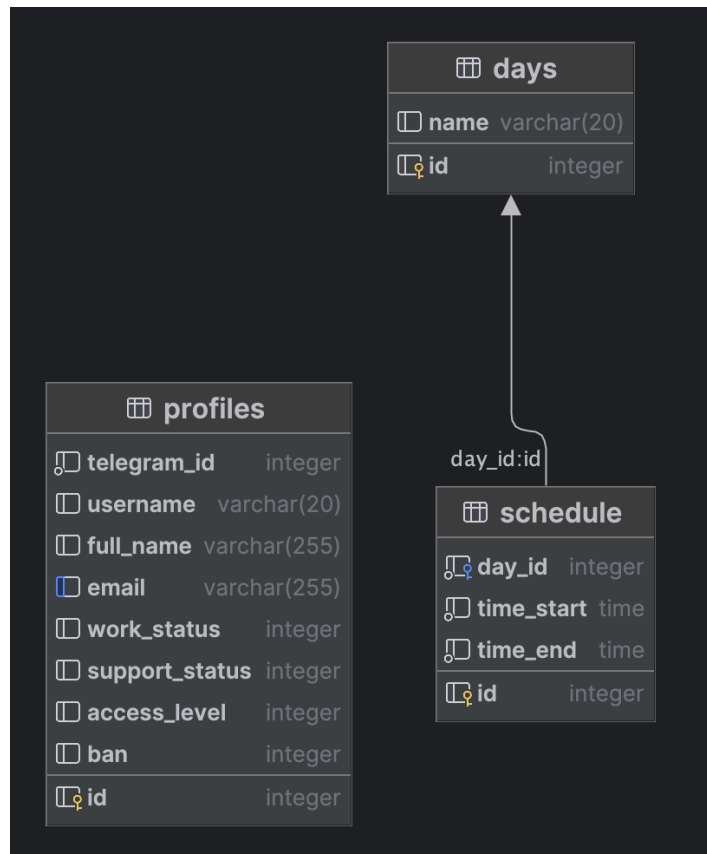 days
name varchar(20)
id integer
day_id:id
profiles
telegram_id integer
username varchar(20)
full_name varchar(255)
email varchar(255)
work_status integer
support_status integer
access_level integer
ban integer
id integer
schedule
day_id integer
time_start time
time_end time
id integer